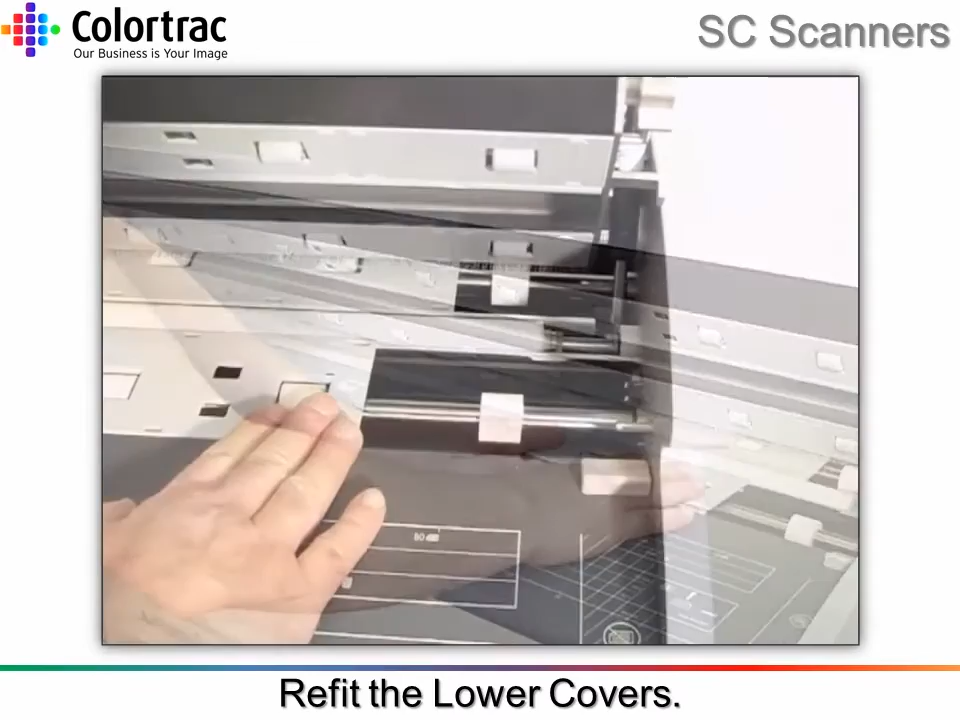 Colortrac
Our Business is Your Image
SC Scanners
Refit the Lower Covers.